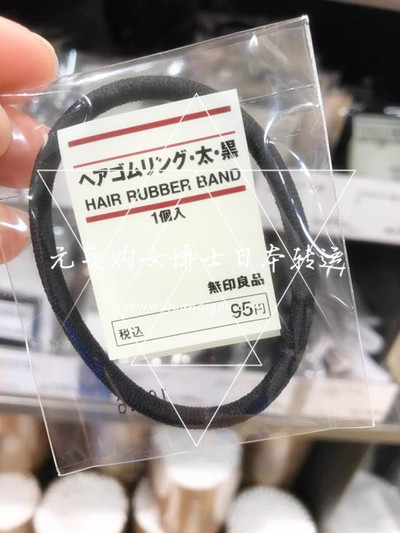 ヘアゴムリング・太・黒
HAIR RUBBER BAND
1個入
元气购女博士日本转运
無印良品
税込 95円